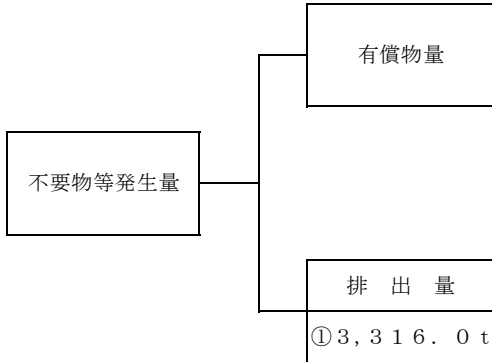 有償物量
不要物等発生量
排　出　量
①３,３１６．０ｔ